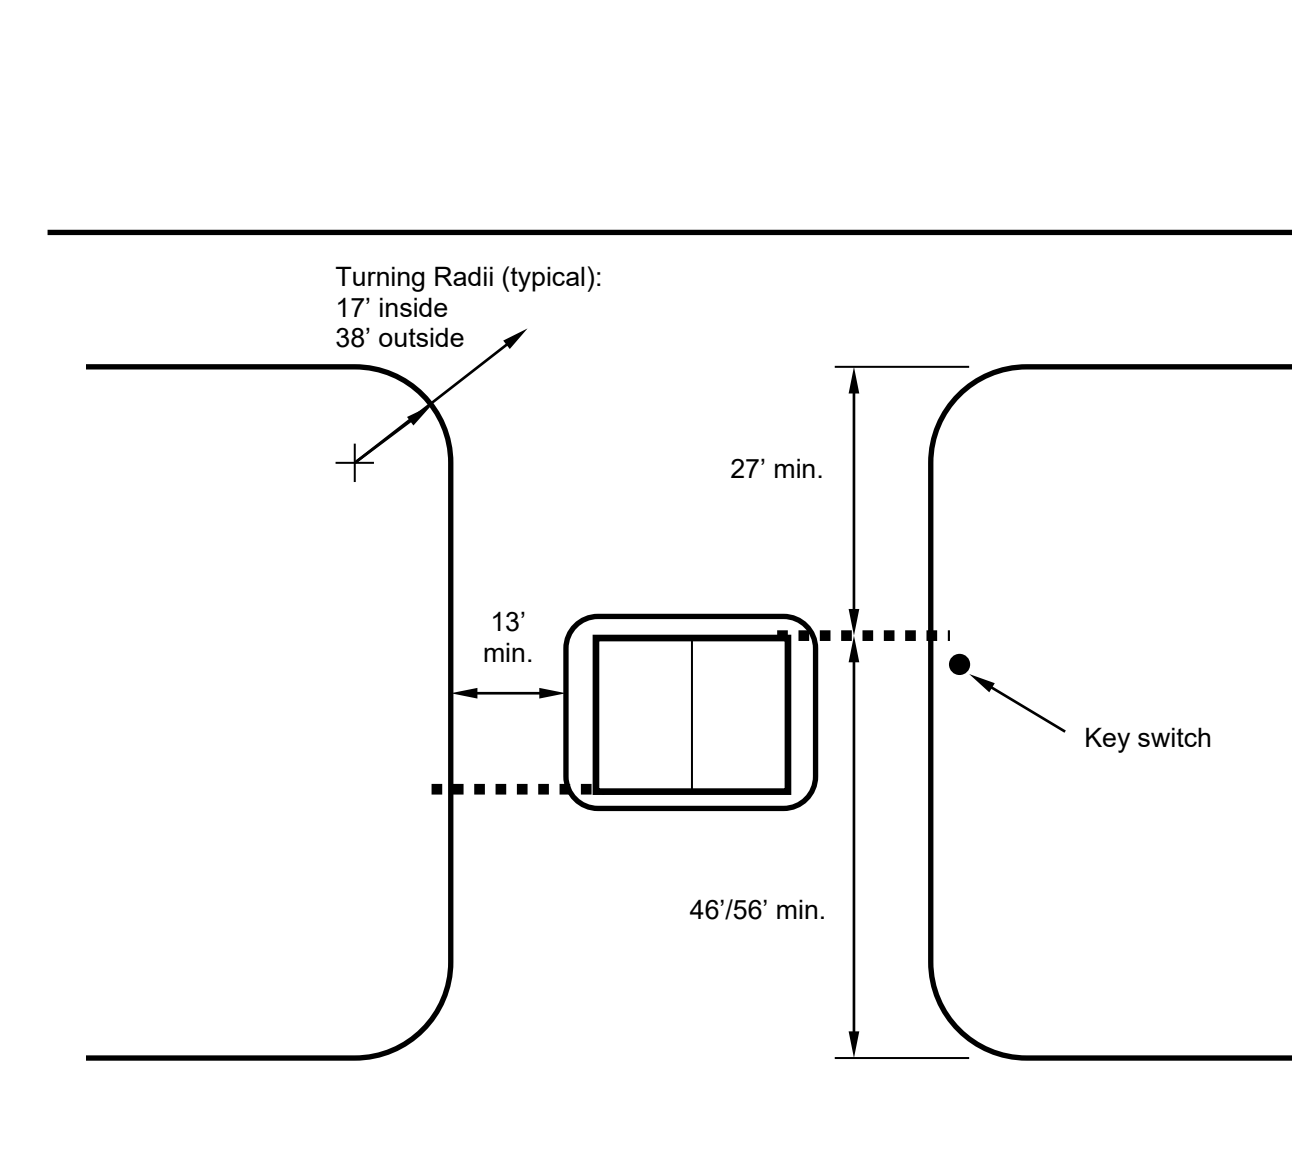 Turning Radii (typical):
17’ inside
38’ outside
27’ min.
13’
min.
Key switch
46’/56’ min.